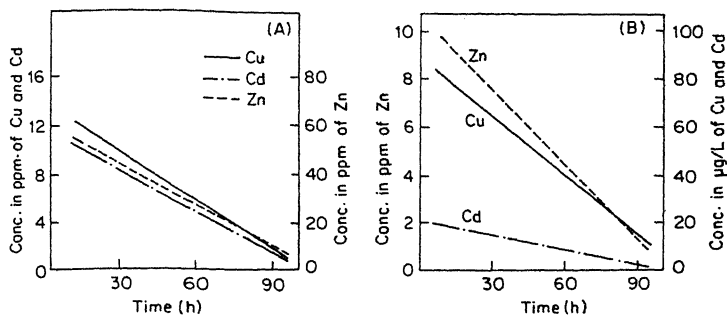 (A)
Cu
Cd
Zn
Conc. in ppm of Cu and Cd
16
12
8
4
0
80
60
40
20
0
Conc. in ppm of Zn
30
60
90
Time (h)
(B)
Zn
Cu
Cd
Conc. in ppm of Zn
10
8
6
4
2
0
100
80
60
40
20
0
Conc. in µg/L of Cu and Cd
30
60
90
Time (h)